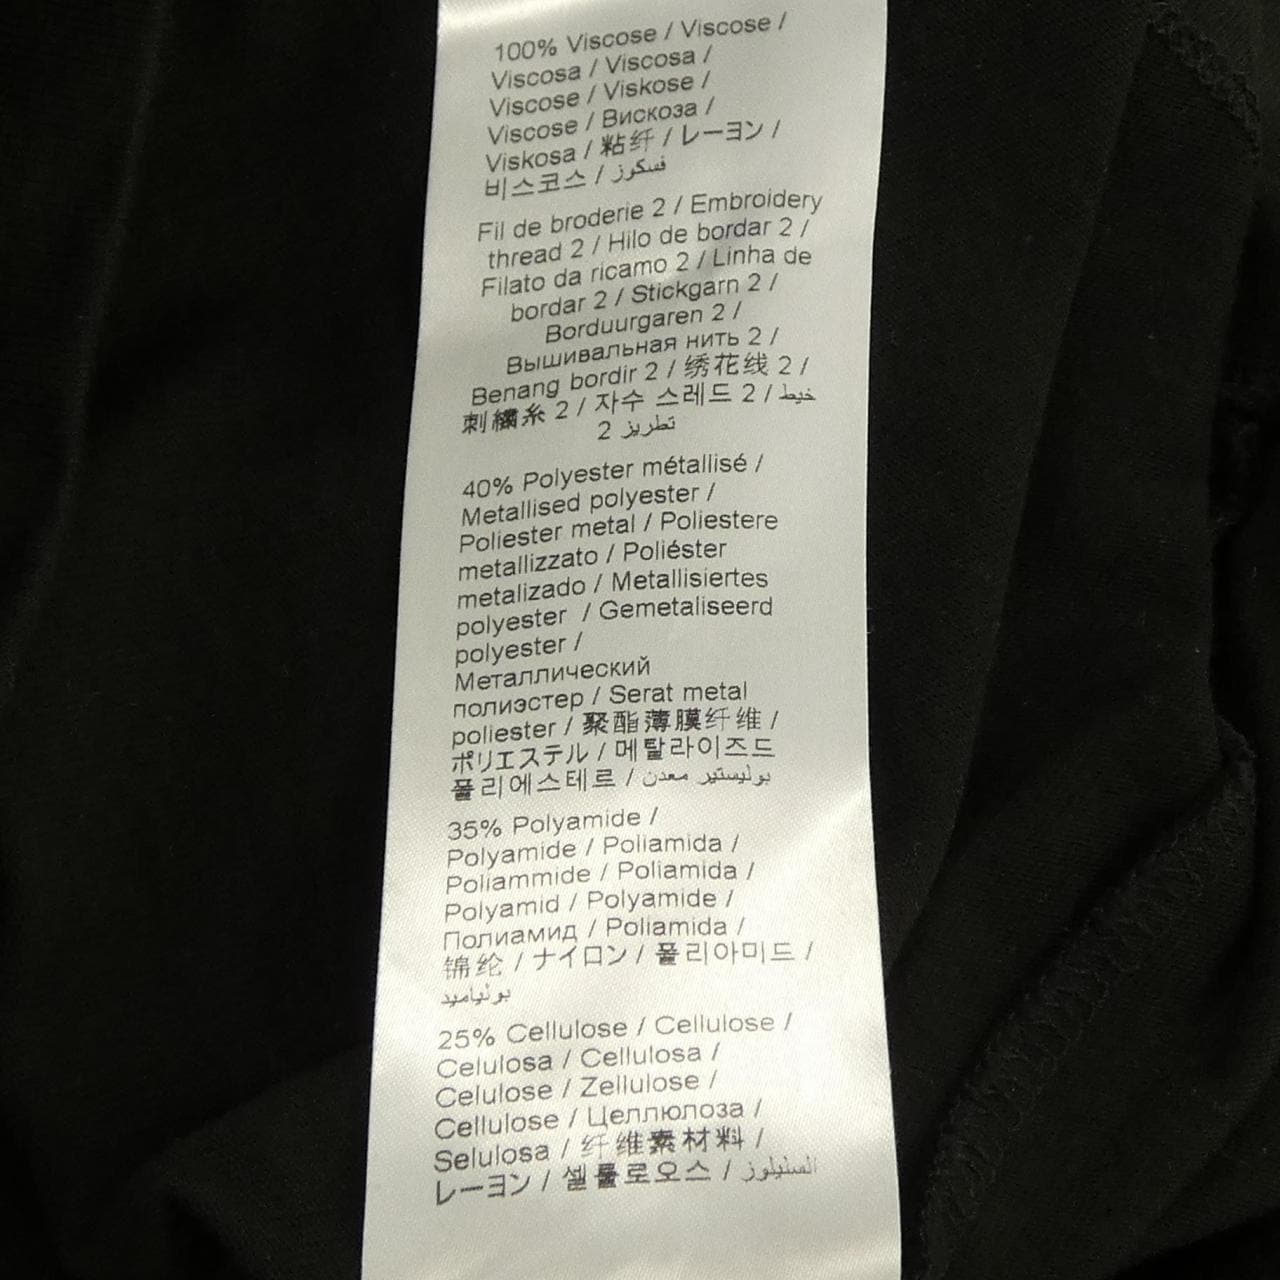 100% Viscose / Viscose /
Viscosa / Viscosa /
Viscose / Viskose /
Viscose / Вискоза /
Viskosa / 粘纤 / レーヨン /
비스코스 / فسكوز
Fil de broderie 2 / Embroidery
thread 2 / Hilo de bordar 2 /
Filato da ricamo 2 / Linha de
bordar 2 / Stickgarn 2 /
Borduurgaren 2 /
Вышивальная нить 2 /
Benang bordir 2 / 绣花线 2 /
刺繍糸 2 / 자수 스레드 2 / خيط
تطريز 2
40% Polyester métallisé /
Metallised polyester /
Poliester metal / Poliestere
metallizzato / Poliéster
metalizado / Metallisiertes
polyester / Gemetaliseerd
polyester /
Металлический
полиэстер / Serat metal
poliester / 聚酯薄膜纤维 /
ポリエステル / 메탈라이즈드
폴리에스테르 / بوليستير معدن
35% Polyamide /
Polyamide / Poliamida /
Poliammide / Poliamida /
Polyamid / Polyamide /
Полиамид / Poliamida /
锦纶 / ナイロン / 폴리아미드 /
بولياميد
25% Cellulose / Cellulose /
Celulosa / Cellulosa /
Celulose / Zellulose /
Cellulose / Целлюлоза /
Selulosa / 纤维素材料 /
レーヨン / 셀룰로오스 / السليلوز